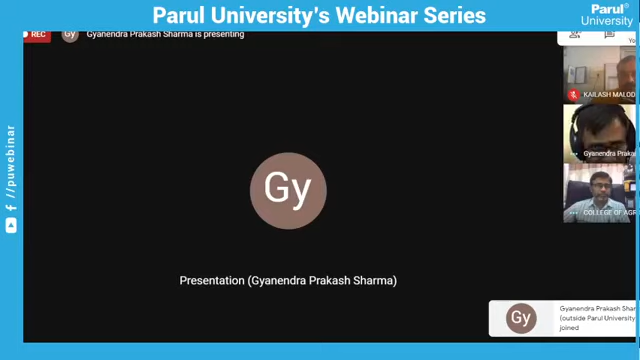 Parul University's Webinar Series
Parul
University
REC
Gy
Gyanendra Prakash Sharma is presenting
KAILASH MALOD
Gyanendra Praka
COLLEGE OF AGR
Gy
Presentation (Gyanendra Prakash Sharma)
Gy
Gyanendra Prakash Shar
(outside Parul University
joined
//puwebinar